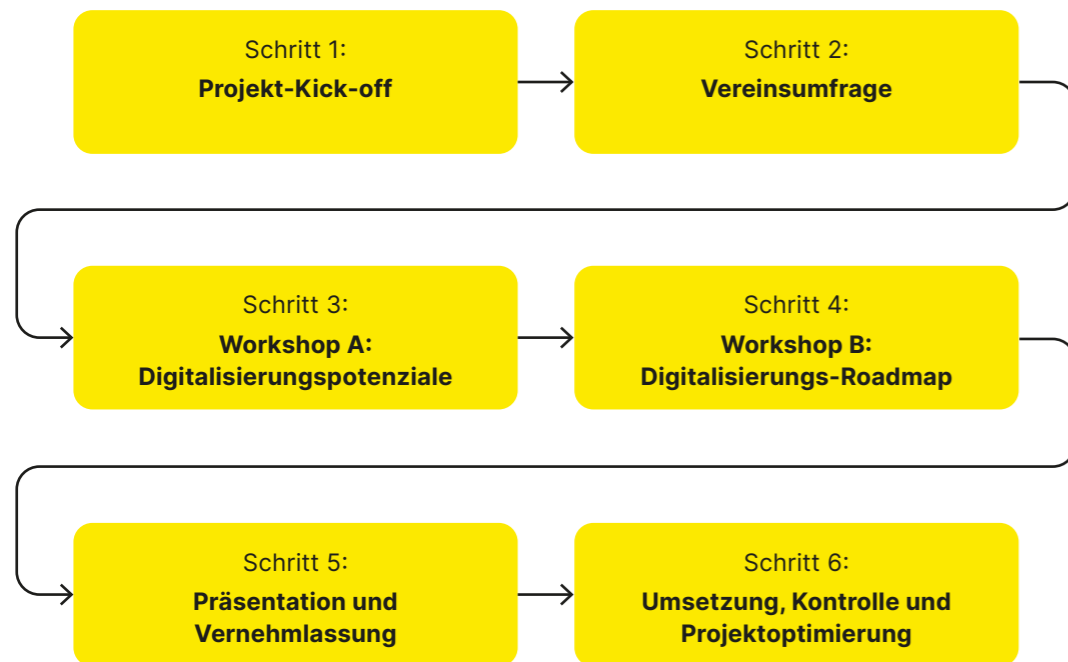 Schritt 1:
Projekt-Kick-off
Schritt 2:
Vereinsumfrage
Schritt 3:
Workshop A:
Digitalisierungspotenziale
Schritt 4:
Workshop B:
Digitalisierungs-Roadmap
Schritt 5:
Präsentation und
Vernehmlassung
Schritt 6:
Umsetzung, Kontrolle und
Projektoptimierung